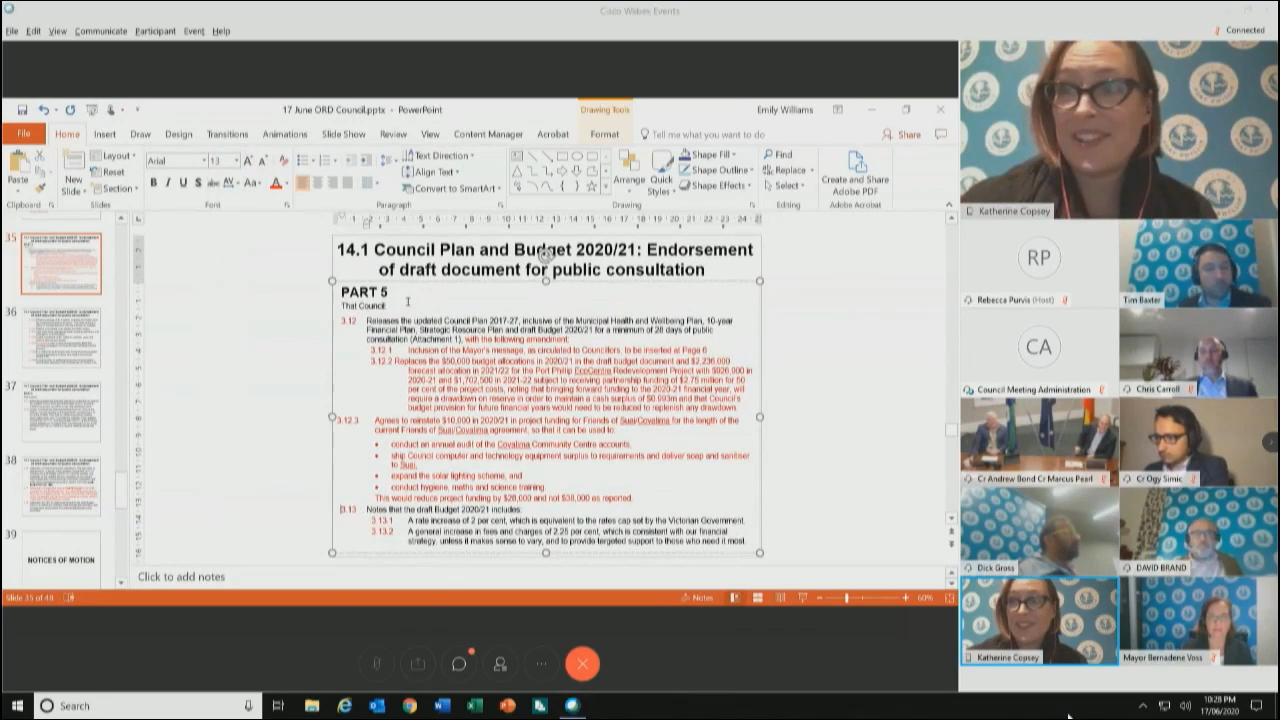 Cisco Webex Events
File Edit View Communicate Participant Event Help
Connected
17 June ORD Council.pptx - PowerPoint
Drawing Tools
Emily Williams
File Home Insert Draw Design Transitions Animations Slide Show Review View Content Manager Acrobat Format Tell me what you want to do Share
Paste
New Slide
Layout
Reset
Section
Arial 13
Text Direction
Align Text
Convert to SmartArt
Arrange
Quick Styles
Shape Fill
Shape Outline
Shape Effects
Find
Replace
Select
Create and Share Adobe PDF
Clipboard Slides Font Paragraph Drawing Editing Adobe Acrobat
35
36
37
38
39
NOTICES OF MOTION
14.1 Council Plan and Budget 2020/21: Endorsement
of draft document for public consultation
PART 5
That Council:
3.12 Releases the updated Council Plan 2017-27, inclusive of the Municipal Health and Wellbeing Plan, 10-year
Financial Plan, Strategic Resource Plan and draft Budget 2020/21 for a minimum of 28 days of public
consultation (Attachment 1), with the following amendment:
3.12.1 Inclusion of the Mayor's message, as circulated to Councillors, to be inserted at Page 6
3.12.2 Replaces the $50,000 budget allocations in 2020/21 in the draft budget document and $2,236,000
forecast allocation in 2021/22 for the Port Phillip EcoCentre Redevelopment Project with $926,000 in
2020-21 and $1,702,500 in 2021-22 subject to receiving partnership funding of $2.75 million for 50
per cent of the project costs, noting that bringing forward funding to the 2020-21 financial year, will
require a drawdown on reserve in order to maintain a cash surplus of $0.093m and that Council's
budget provision for future financial years would need to be reduced to replenish any drawdown.
3.12.3 Agrees to reinstate $10,000 in 2020/21 in project funding for Friends of Suai/Covalima for the length of the
current Friends of Suai/Covalima agreement, so that it can be used to:
• conduct an annual audit of the Covalima Community Centre accounts,
• ship Council computer and technology equipment surplus to requirements and deliver soap and sanitiser
to Suai,
• expand the solar lighting scheme, and
• conduct hygiene, maths and science training.
This would reduce project funding by $28,000 and not $38,000 as reported.
3.13 Notes that the draft Budget 2020/21 includes:
3.13.1 A rate increase of 2 per cent, which is equivalent to the rates cap set by the Victorian Government.
3.13.2 A general increase in fees and charges of 2.25 per cent, which is consistent with our financial
strategy, unless it makes sense to vary, and to provide targeted support to those who need it most.
Click to add notes
Slide 35 of 48
Notes
60%
Katherine Copsey
RP
Rebecca Purvis (Host)
Tim Baxter
CA
Council Meeting Administration
Chris Carroll
Cr Andrew Bond Cr Marcus Pearl
Cr Ogy Simic
Dick Gross
DAVID BRAND
Katherine Copsey
Mayor Bernadene Voss
Search
10:28 PM
17/06/2020